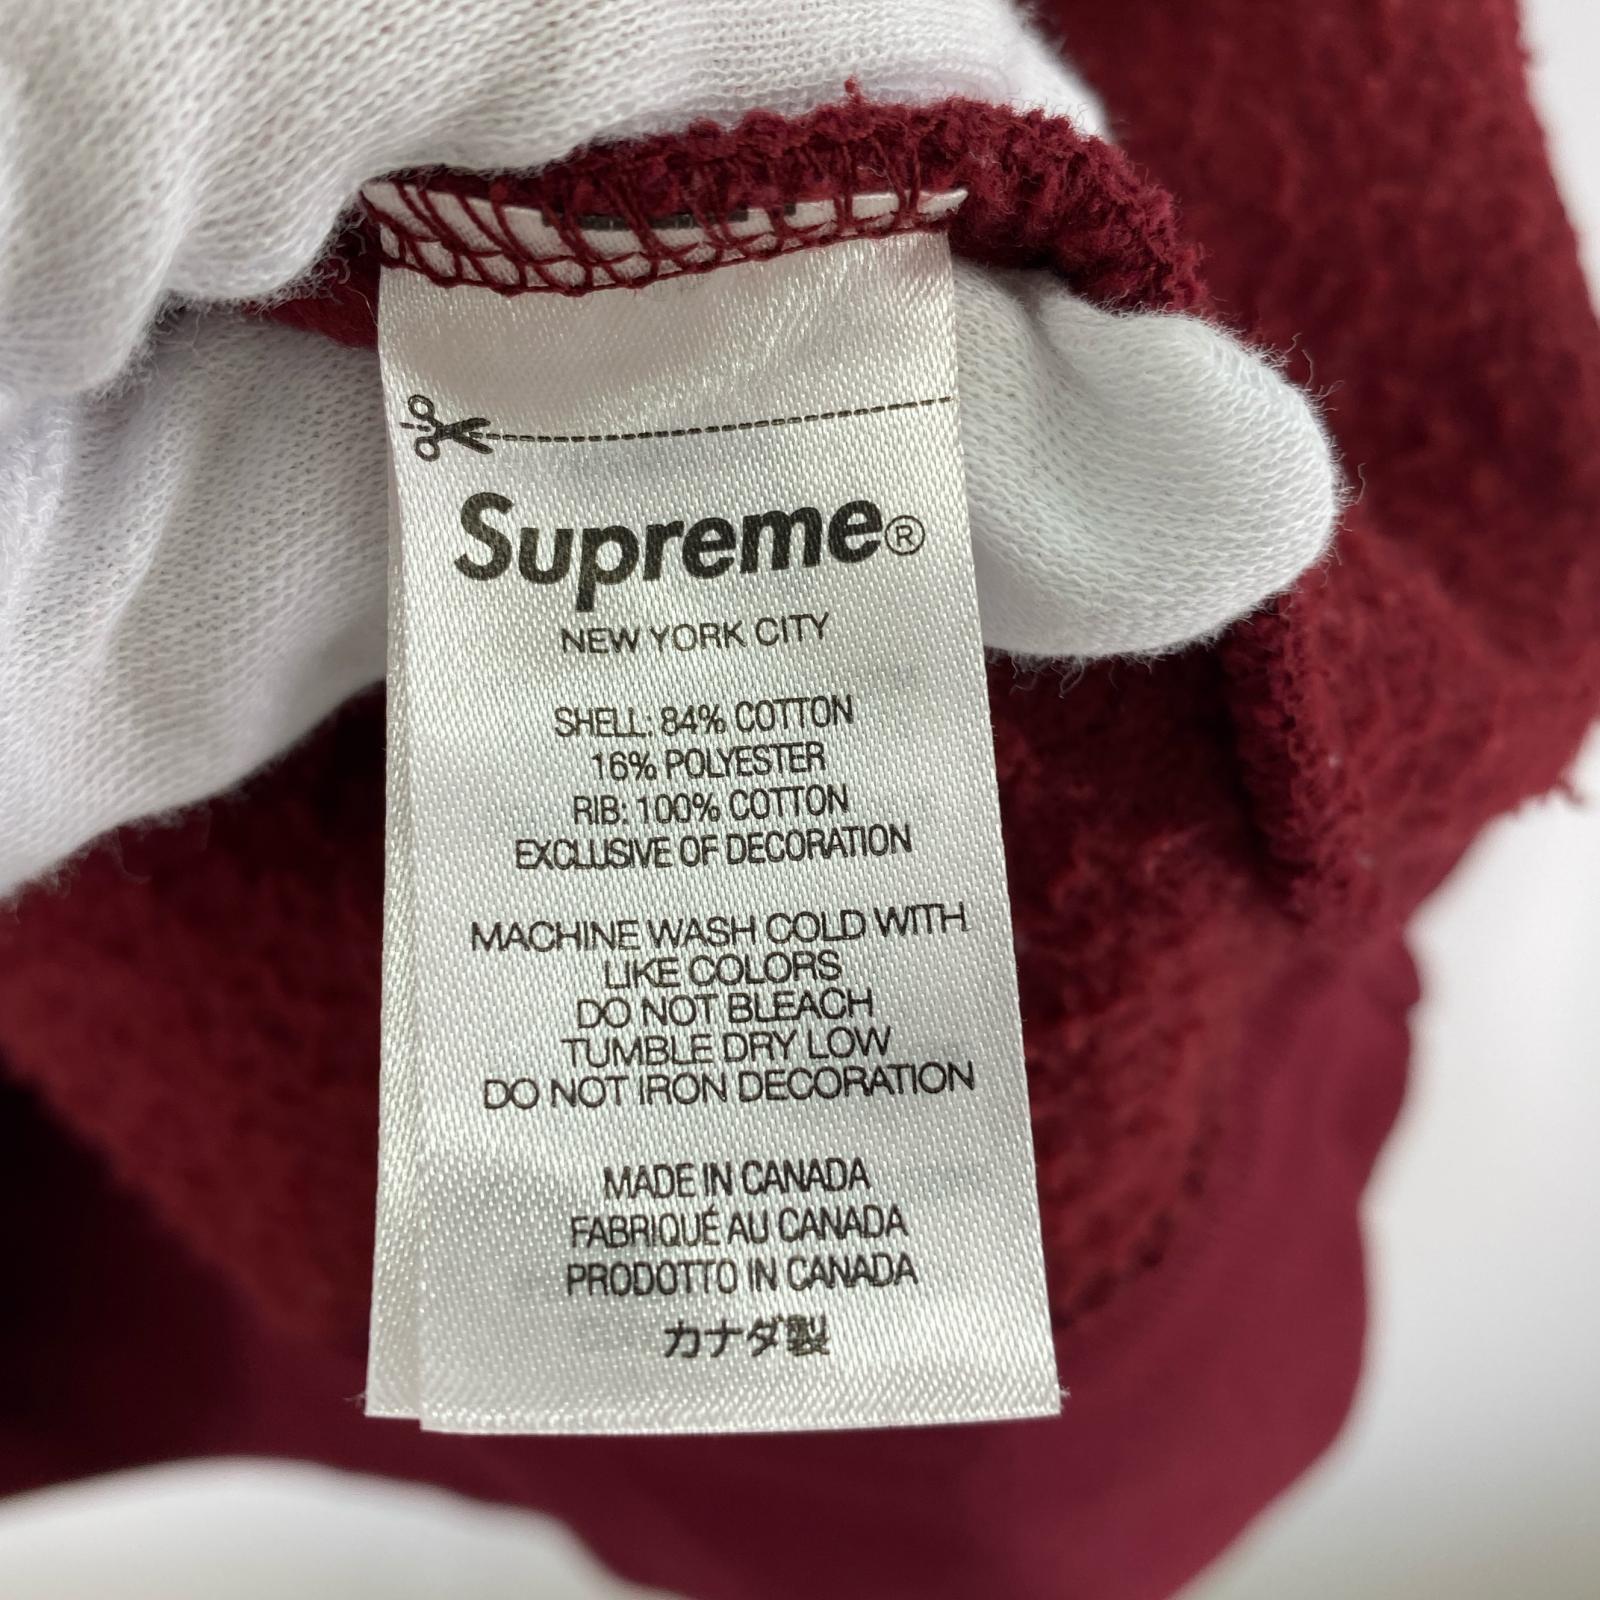 Supreme®
NEW YORK CITY
SHELL: 84% COTTON
16% POLYESTER
RIB: 100% COTTON
EXCLUSIVE OF DECORATION
MACHINE WASH COLD WITH
LIKE COLORS
DO NOT BLEACH
TUMBLE DRY LOW
DO NOT IRON DECORATION
MADE IN CANADA
FABRIQUÉ AU CANADA
PRODOTTO IN CANADA
カナダ製